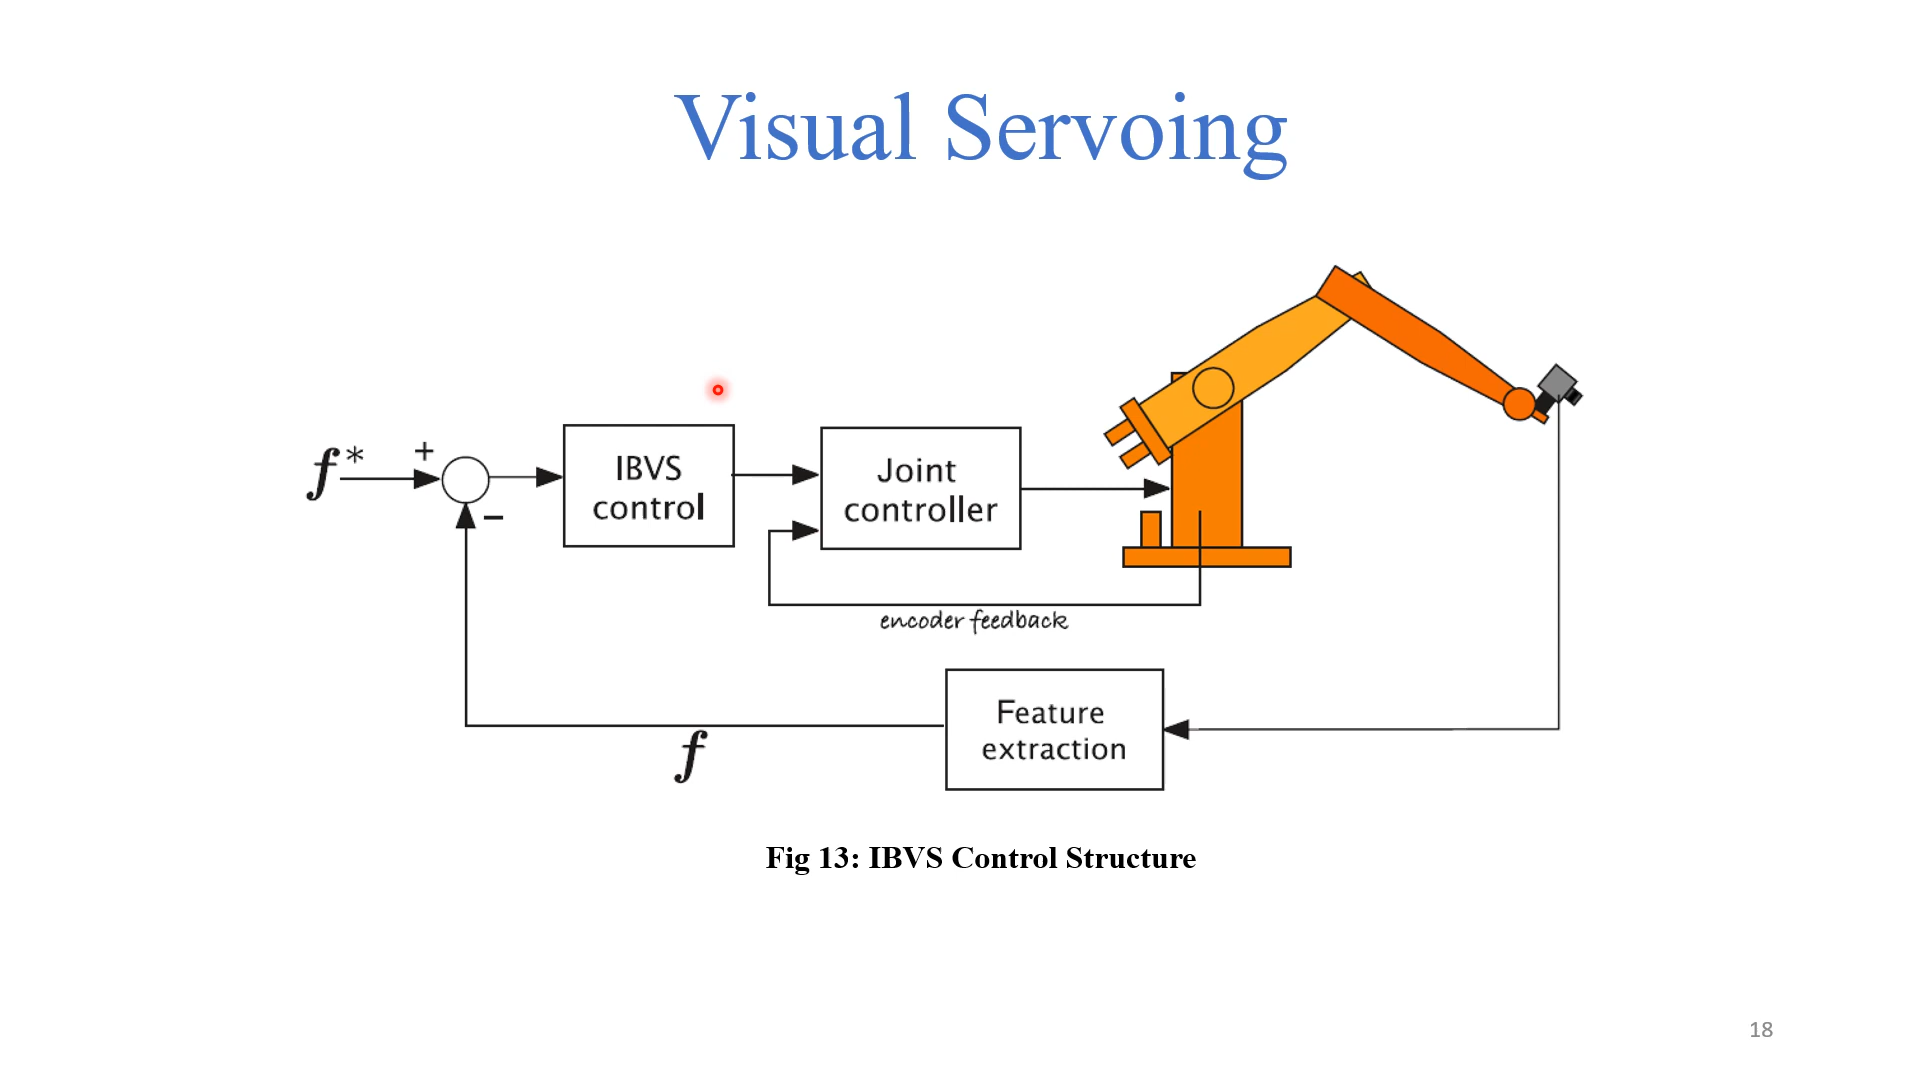 Visual Servoing
f*
+
−
IBVS
control
Joint
controller
encoder feedback
Feature
extraction
f
Fig 13: IBVS Control Structure
18